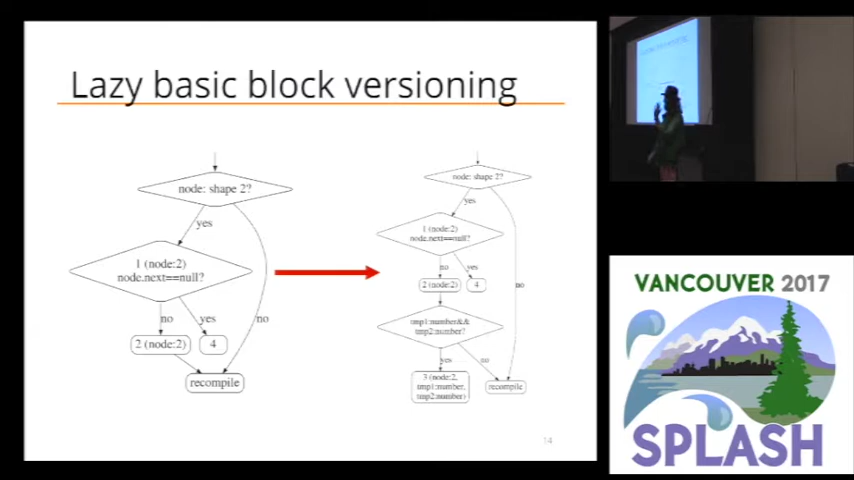 Lazy basic block versioning
node: shape 2?
yes
1 (node:2)
node.next==null?
no
yes
no
2 (node:2)
4
recompile
node: shape 2?
yes
1 (node:2)
node.next==null?
no
yes
no
2 (node:2)
4
tmp1:number&&
tmp2:number?
yes
no
3 (node:2,
tmp1:number,
tmp2:number)
recompile
14
VANCOUVER 2017
SPLASH